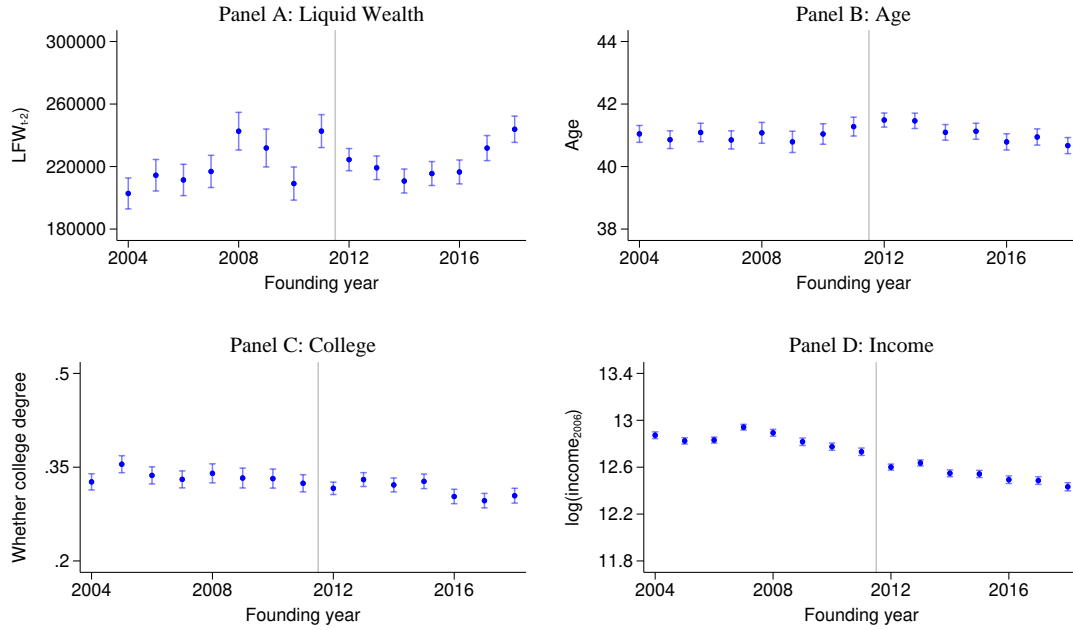 Panel A: Liquid Wealth
300000
260000
220000
180000
LFW_{t-2})
2004 2008 2012 2016
Founding year
Panel B: Age
44
42
40
38
Age
2004 2008 2012 2016
Founding year
Panel C: College
.5
.35
.2
Whether college degree
2004 2008 2012 2016
Founding year
Panel D: Income
13.4
13
12.6
12.2
11.8
log(income_{2006})
2004 2008 2012 2016
Founding year